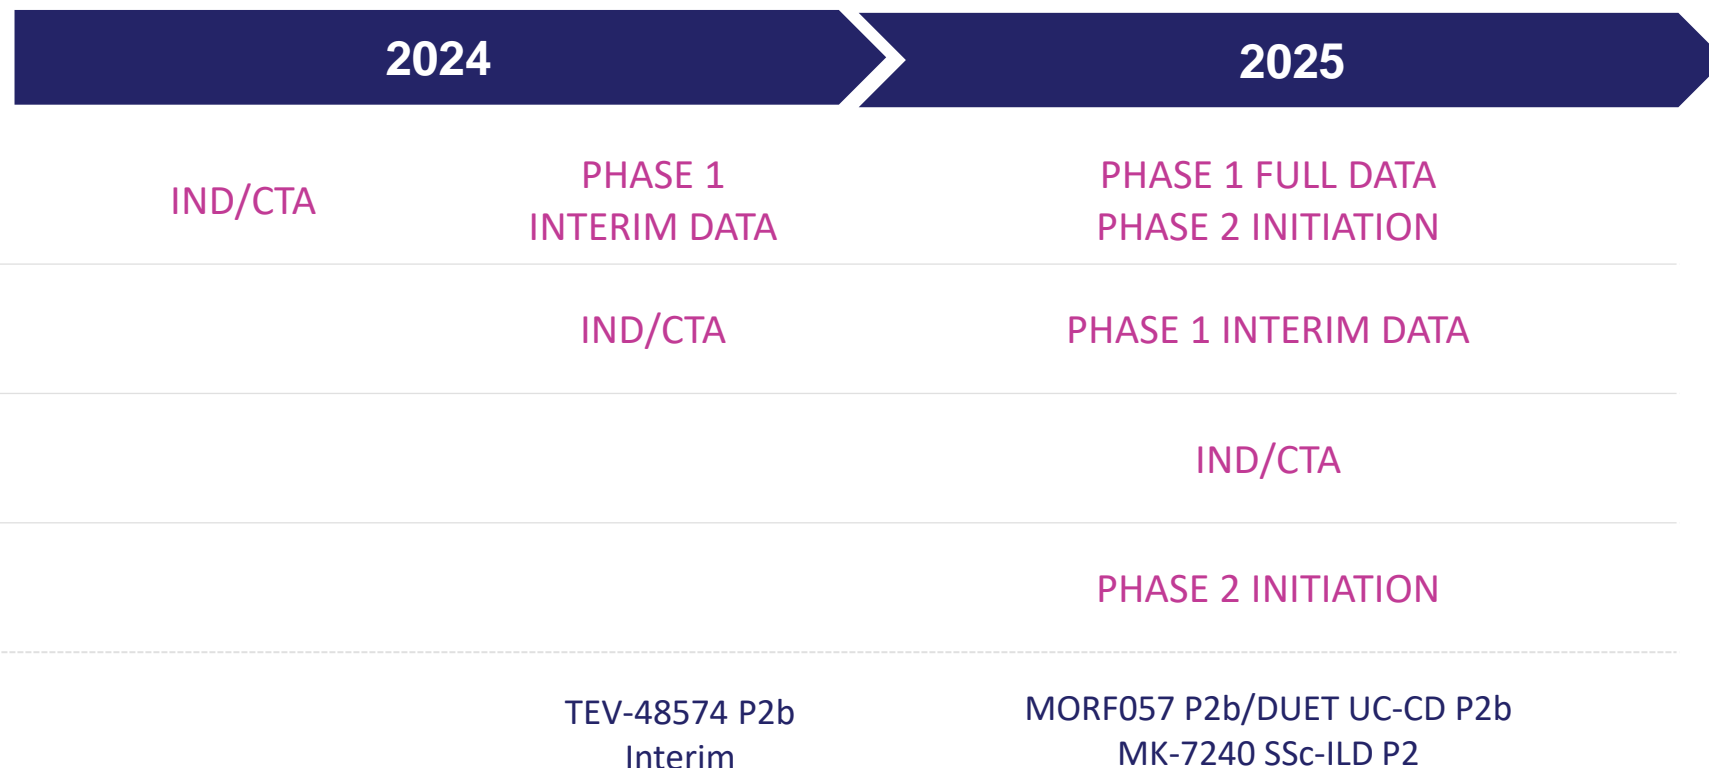 2024
2025
IND/CTA
PHASE 1
INTERIM DATA
PHASE 1 FULL DATA
PHASE 2 INITIATION
IND/CTA
PHASE 1 INTERIM DATA
IND/CTA
PHASE 2 INITIATION
TEV-48574 P2b
Interim
MORF057 P2b/DUET UC-CD P2b
MK-7240 SSc-ILD P2